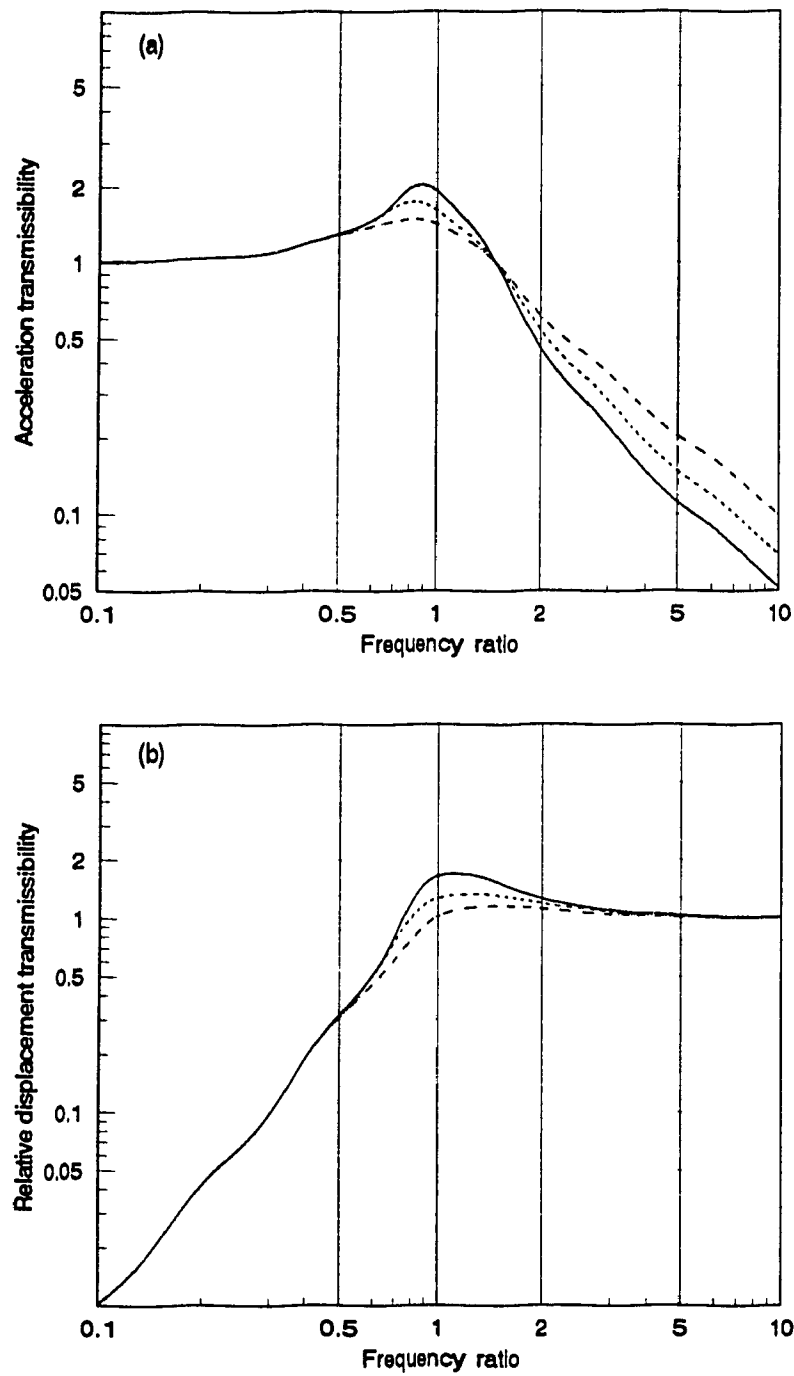 (a)
Acceleration transmissibility
5
2
1
0.5
0.1
0.05
0.1 0.5 1 2 5 10
Frequency ratio
(b)
Relative displacement transmissibility
5
2
1
0.5
0.1
0.05
0.1 0.5 1 2 5 10
Frequency ratio